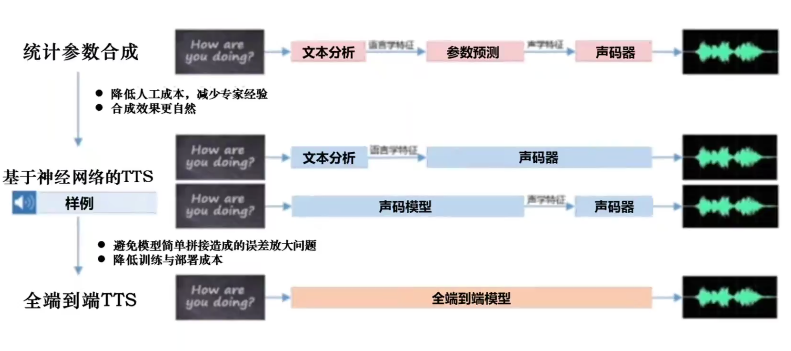 统计参数合成
How are
you doing?
文本分析
语言学特征
参数预测
声学特征
声码器
降低人工成本，减少专家经验
合成效果更自然
基于神经网络的TTS
样例
How are
you doing?
文本分析
语言学特征
声码器
How are
you doing?
声码模型
声学特征
声码器
避免模型简单拼接造成的误差放大问题
降低训练与部署成本
全端到端TTS
How are
you doing?
全端到端模型